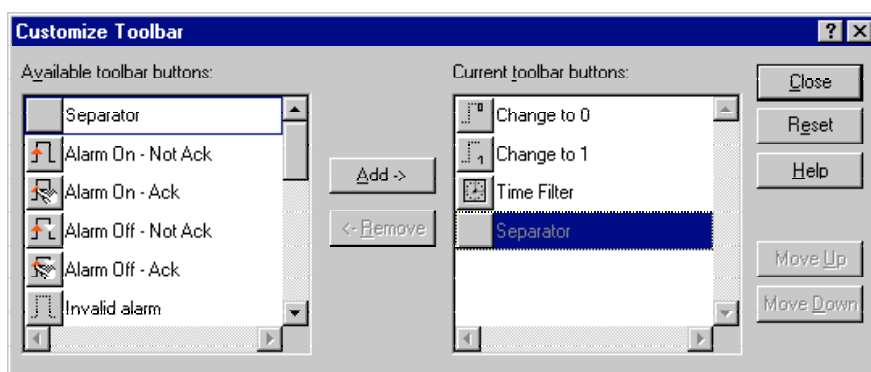 Customize Toolbar
Available toolbar buttons:
Separator
Alarm On - Not Ack
Alarm On - Ack
Alarm Off - Not Ack
Alarm Off - Ack
Invalid alarm
Add ->
<- Remove
Current toolbar buttons:
Change to 0
Change to 1
Time Filter
Separator
Close
Reset
Help
Move Up
Move Down